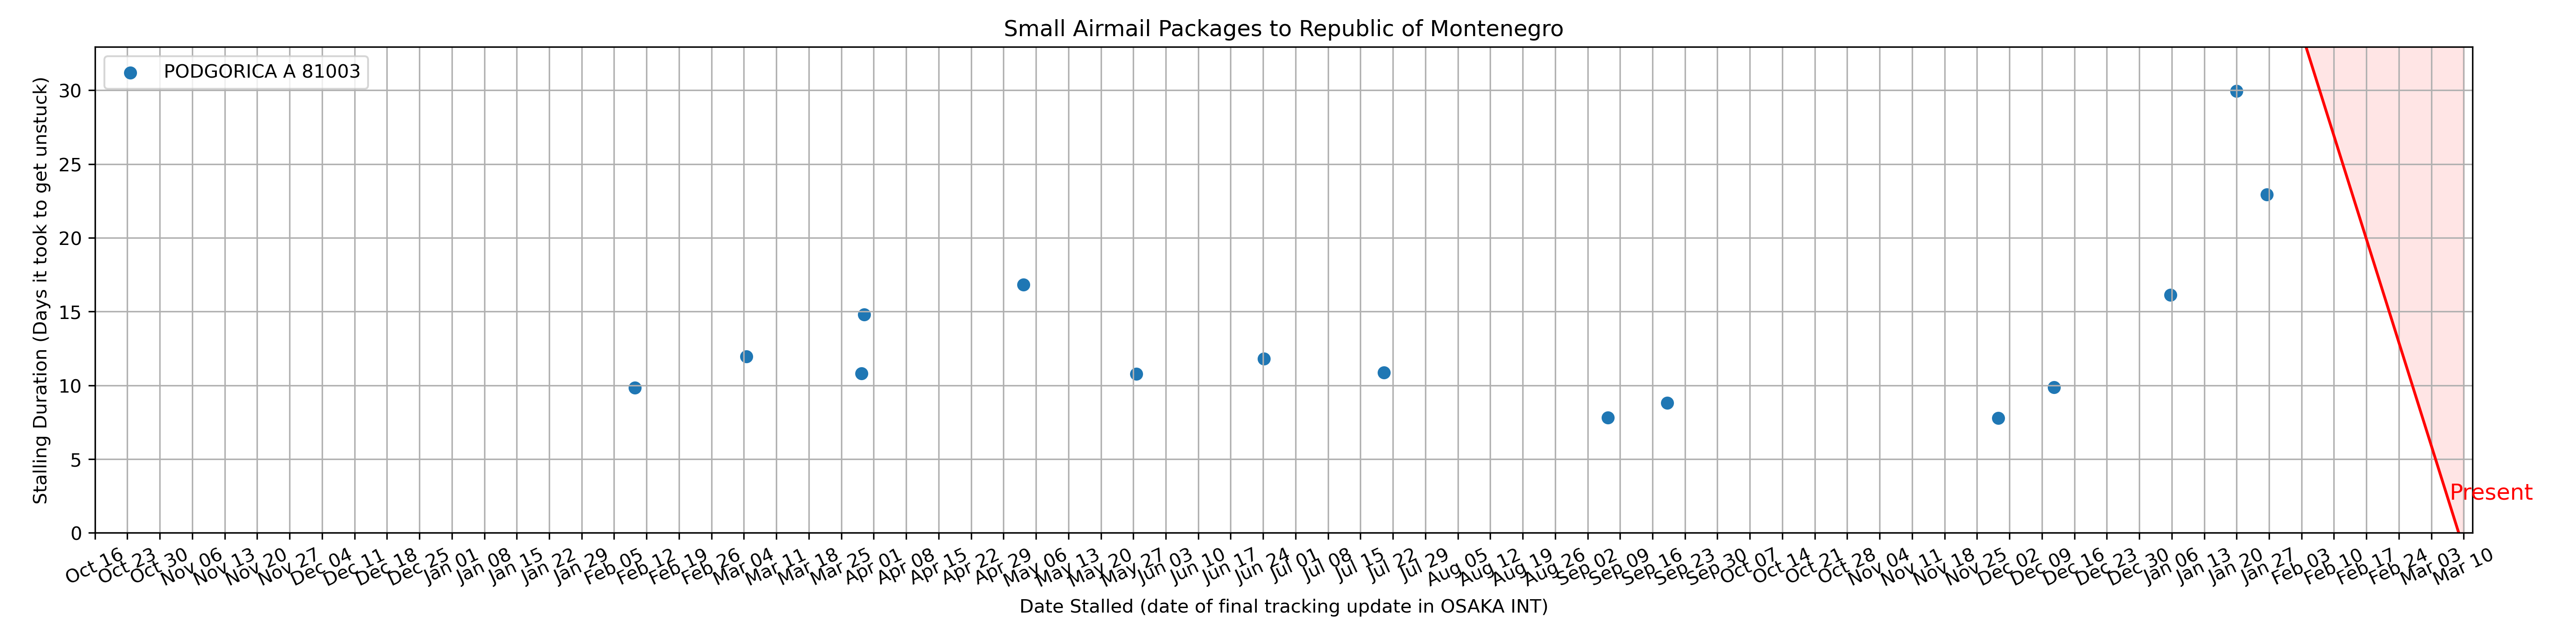 Small Airmail Packages to Republic of Montenegro
PODGORICA A 81003
Stalling Duration (Days it took to get unstuck)
30
25
20
15
10
5
0
Present
Oct 16 Oct 23 Oct 30 Nov 06 Nov 13 Nov 20 Nov 27 Dec 04 Dec 11 Dec 18 Dec 25 Jan 01 Jan 08 Jan 15 Jan 22 Jan 29 Feb 05 Feb 12 Feb 19 Feb 26 Mar 04 Mar 11 Mar 18 Mar 25 Apr 01 Apr 08 Apr 15 Apr 22 Apr 29 May 06 May 13 May 20 May 27 Jun 03 Jun 10 Jun 17 Jun 24 Jul 01 Jul 08 Jul 15 Jul 22 Jul 29 Aug 05 Aug 12 Aug 19 Aug 26 Sep 02 Sep 09 Sep 16 Sep 23 Sep 30 Oct 07 Oct 14 Oct 21 Oct 28 Nov 04 Nov 11 Nov 18 Nov 25 Dec 02 Dec 09 Dec 16 Dec 23 Dec 30 Jan 06 Jan 13 Jan 20 Jan 27 Feb 03 Feb 10 Feb 17 Feb 24 Mar 03 Mar 10
Date Stalled (date of final tracking update in OSAKA INT)